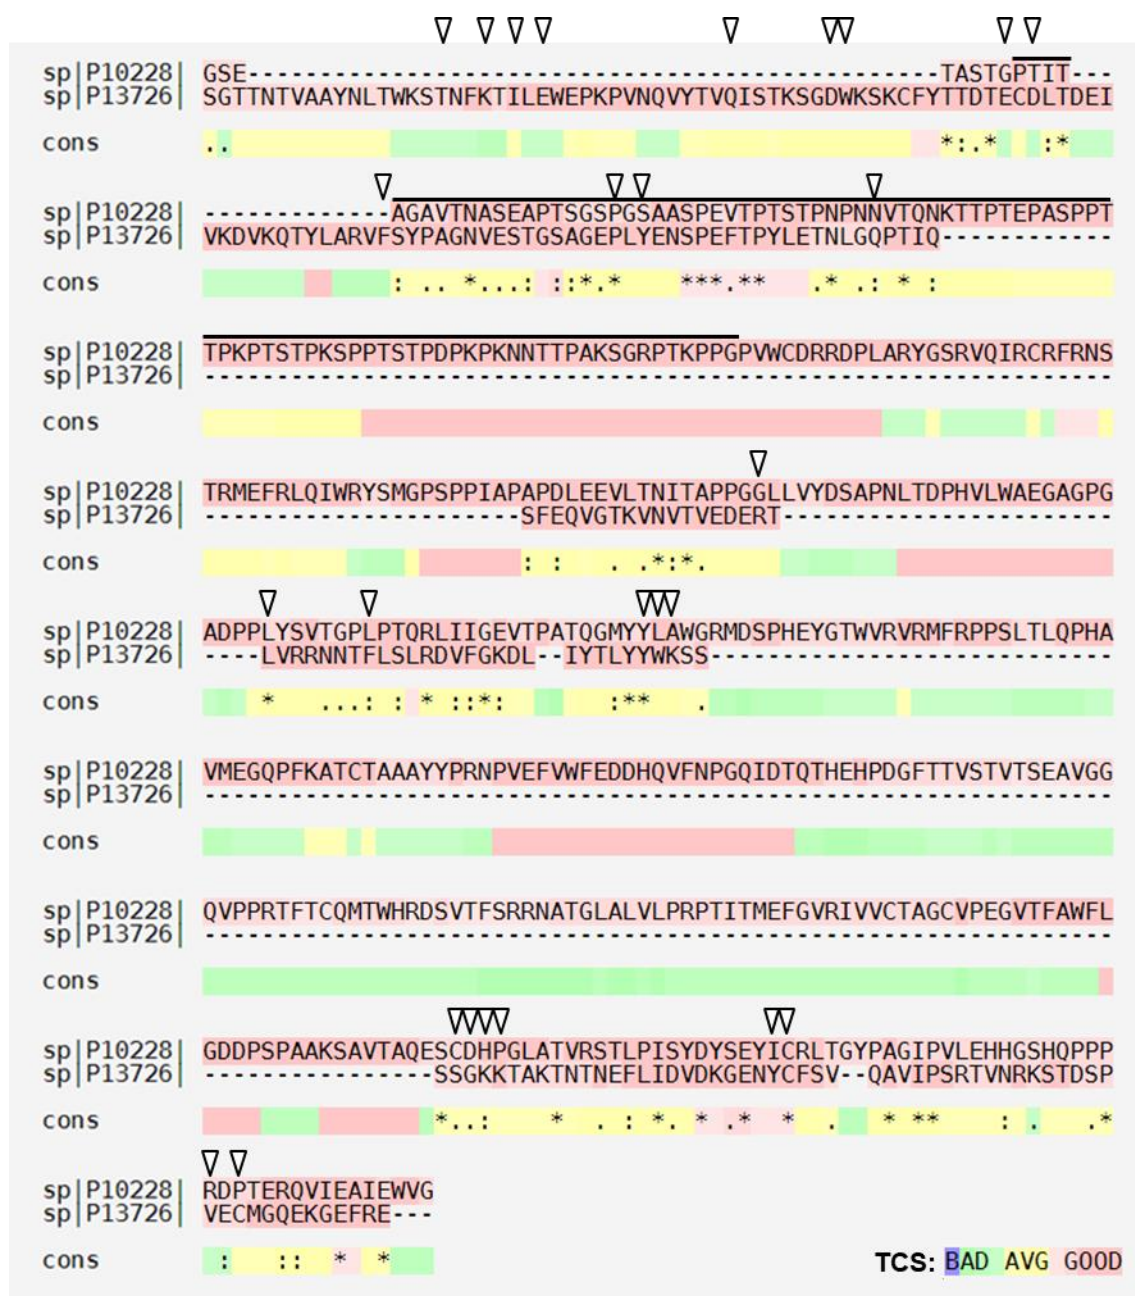 sp|P10228| GSE------------------------------------------------TASTGPTIT---
sp|P13726| SGTTNTVAAYNLTWKSTNFKTILEWEPKPVNQVYTVQISTKSGDWKSKCFYTTDTECDLTDEI
cons .. *:.* :*
sp|P10228| -------------AGAVTNASEAPTSGSPGSAASPEVTPTSTPNPNNVTQNKTTPTEPASPPT
sp|P13726| VKDVKQTYLARVFSYPAGNVESTGSAGEPLYENSPEFTPYLETNLGQPTIQ------------
cons : .. *...: ::*.* ***.** .* .: * :
sp|P10228| TPKPTSTPKSPPTSTPDPKPKNNTTPAKSGRPTKPPGPVWCDRRDPLARYGSRVQIRCRFRNS
sp|P13726| ---------------------------------------------------------------
cons
sp|P10228| TRMEFRLQIWRYSMGPSPPIAPAPDLEEVLTNITAPPGGLLVYDSAPNLTDPHVLWAEGAGPG
sp|P13726| ----------------------SFEQVGTKVNVTVEDERT-----------------------
cons : : . .*:*.
sp|P10228| ADPPLYSVTGPLPTQRLIIGEVTPATQGMYYLAWGRMDSPHEYGTWVRVRMFRPPSLTLQPHA
sp|P13726| ----LVRRNNTFLSLRDVFGKDL--IYTLYYWKSS----------------------------
cons * ...: : * ::*: :** .
sp|P10228| VMEGQPFKATCTAAAYYPRNPVEFVWFEDDHQVFNPGQIDTQTHEHPDGFTTVSTVTSEAVGG
sp|P13726| ---------------------------------------------------------------
cons
sp|P10228| QVPPRTFTCQMTWHRDSVTFSRRNATGLALVLPRPTITMEFGVRIVVCTAGCVPEGVTFAWFL
sp|P13726| ---------------------------------------------------------------
cons
sp|P10228| GDDPSPAAKSAVTAQESCDHPGLATVRSTLPISYDYSEYICRLTGYPAGIPVLEHHGSHQPPP
sp|P13726| ----------------SSGKKTAKTNTNEFLIDVDKGENYCFSV--QAVIPSRTVNRKSTDSP
cons *..: * . : *. * .* * . * ** : . .*
sp|P10228| RDPTERQVIEAIEWVG
sp|P13726| VECMGQEKGEFRE---
cons : :: * *
TCS: BAD AVG GOOD